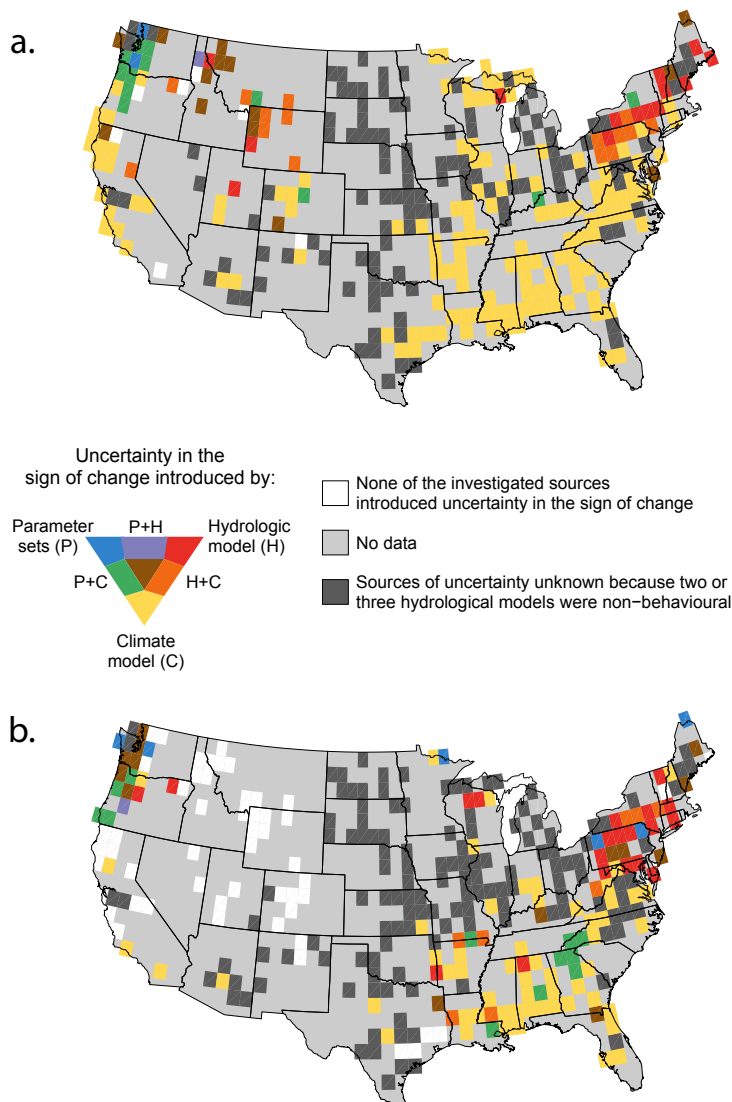 a.
Uncertainty in the
sign of change introduced by:
Parameter
sets (P)
P+H
Hydrologic
model (H)
P+C
H+C
Climate
model (C)
None of the investigated sources
introduced uncertainty in the sign of change
No data
Sources of uncertainty unknown because two or
three hydrological models were non−behavioural
b.